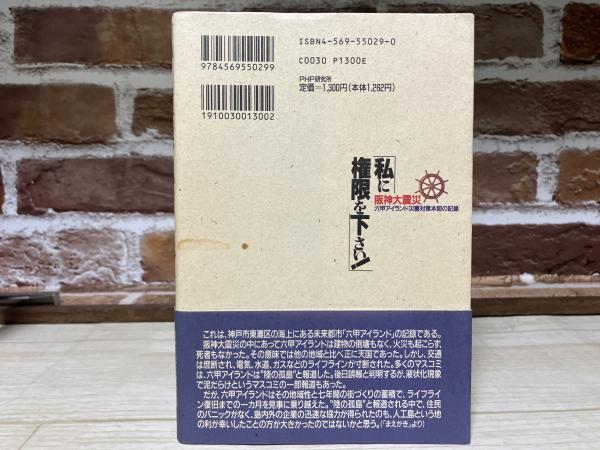 9784569550299
1910030013002
ISBN4-569-55029-0
C0030 P1300E
PHP研究所
定価=1,300円(本体1,262円)
「私に
権限を
下さい!」
阪神大震災
六甲アイランド災害対策本部の記録
これは、神戸市東灘区の海上にある未来都市「六甲アイランド」の記録である。
阪神大震災の中にあって六甲アイランドは建物の倒壊もなく、火災も起こらず、
死者もなかった。その意味では他の地域と比べ正に天国であった。しかし、交通
は遮断され、電気、水道、ガスなどのライフラインが寸断された。多くのマスコミ
は、六甲アイランドは"陸の孤島"と報道した。後日誤報と判明するが、液状化現象
で泥だらけというマスコミの一部報道もあった。
だが、六甲アイランドはその地域性と七年間の街づくりの蓄積で、ライフライ
ン復旧までの一カ月を見事に乗り越えた。"陸の孤島"と報道される中で、住民
のパニックがなく、島内外の企業の迅速な協力が得られたのも、人工島という地
の利が幸いしたことの方が大きかったのではないかと思う。(「まえがき」より)